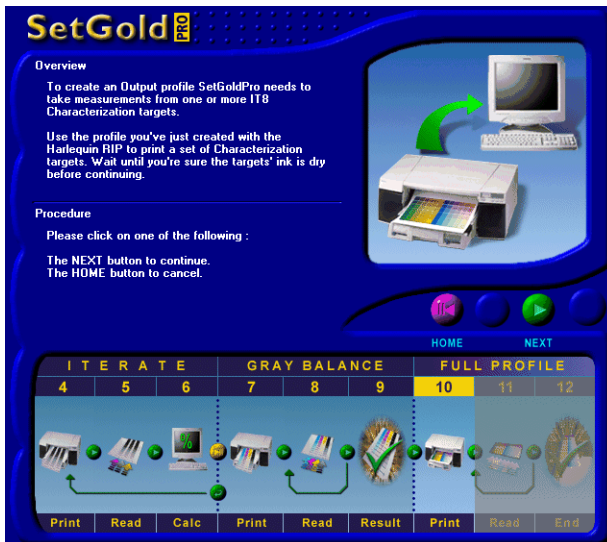 SetGold PRO
Overview
To create an Output profile SetGoldPro needs to
take measurements from one or more IT8
Characterization targets.
Use the profile you've just created with the
Harlequin RIP to print a set of Characterization
targets. Wait until you're sure the targets' ink is dry
before continuing.
Procedure
Please click on one of the following :
The NEXT button to continue.
The HOME button to cancel.
HOME NEXT
ITERATE GRAY BALANCE FULL PROFILE
4 5 6 7 8 9 10 11 12
%
Print Read Calc Print Read Result Print Read End